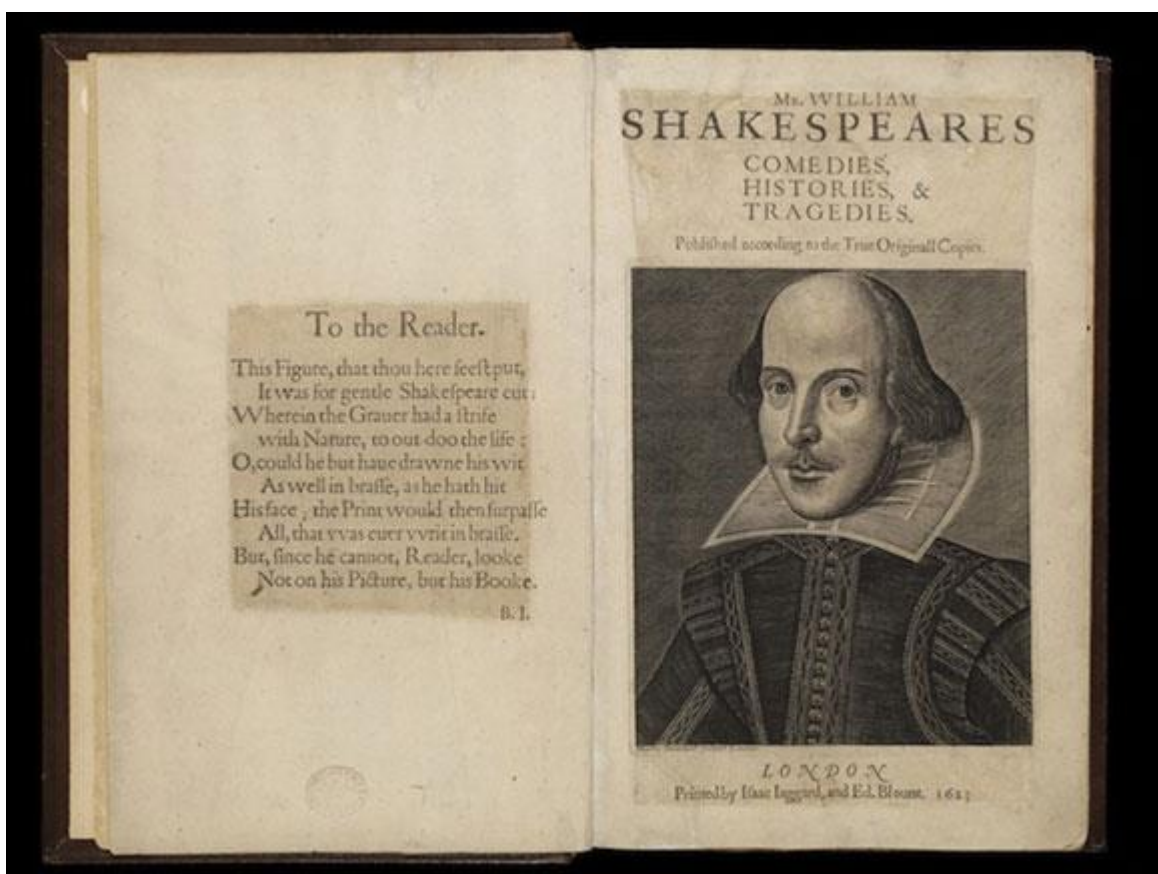 To the Reader.
This Figure, that thou here seeſt put,
It was for gentle Shakeſpeare cut;
Wherein the Grauer had a ſtrife
with Nature, to out-doo the life :
O, could he but haue drawne his vvit
As well in braſſe, as he hath hit
His face ; the Print would then ſurpaſſe
All, that vvas euer vvrit in braſſe.
But, ſince he cannot, Reader, looke
Not on his Picture, but his Booke.
B. I.
Mr. WILLIAM
SHAKESPEARES
COMEDIES,
HISTORIES, &
TRAGEDIES.
Publiſhed according to the True Originall Copies.
LONDON
Printed by Iſaac Iaggard, and Ed. Blount. 1623